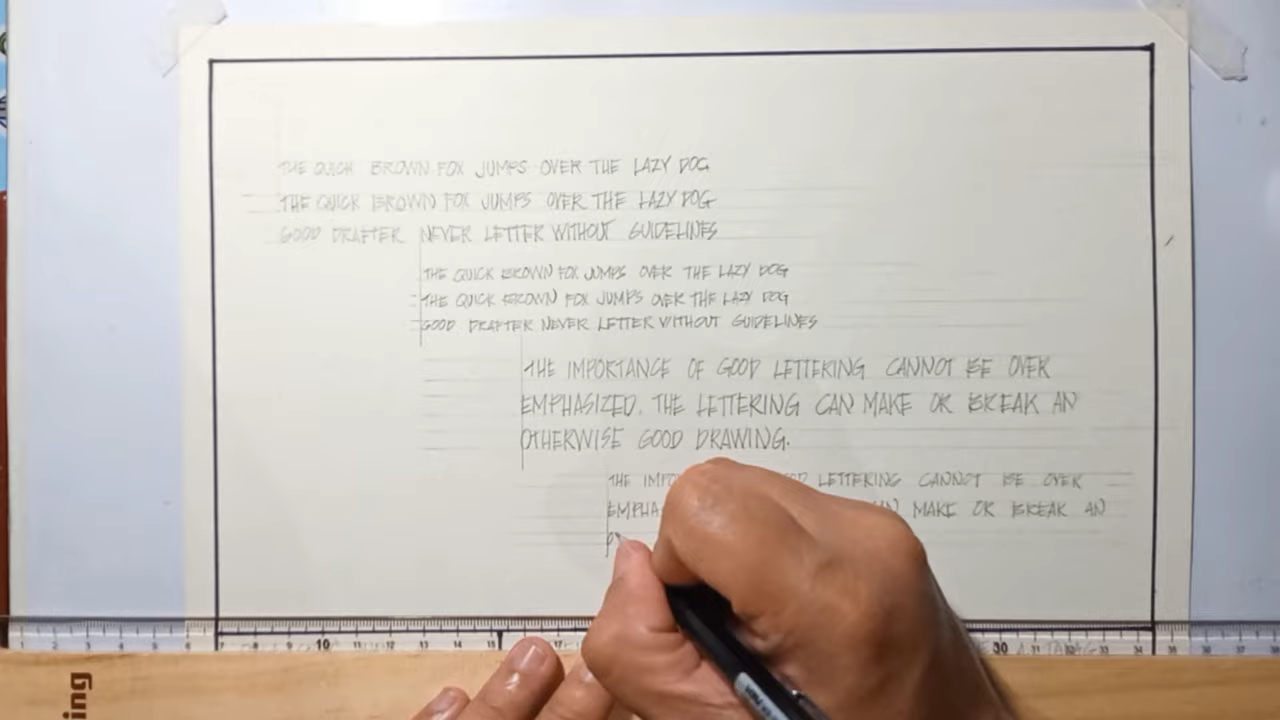 THE QUICK BROWN FOX JUMPS OVER THE LAZY DOG
THE QUICK BROWN FOX JUMPS OVER THE LAZY DOG
GOOD DRAFTER NEVER LETTER WITHOUT GUIDELINES
THE QUICK BROWN FOX JUMPS OVER THE LAZY DOG
THE QUICK BROWN FOX JUMPS OVER THE LAZY DOG
GOOD DRAFTER NEVER LETTER WITHOUT GUIDELINES
THE IMPORTANCE OF GOOD LETTERING CANNOT BE OVER
EMPHASIZED. THE LETTERING CAN MAKE OR BREAK AN
OTHERWISE GOOD DRAWING.
THE LETTERING CANNOT BE OVER
MAKE OR BREAK AN
10 30
ing